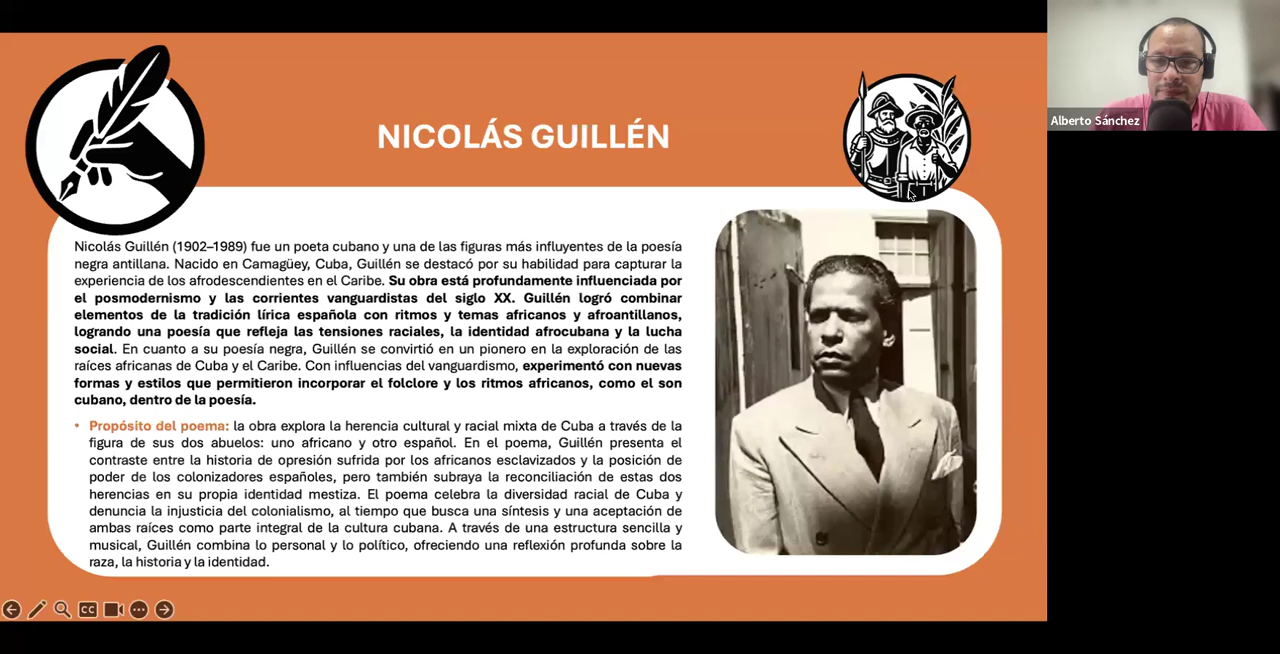 NICOLÁS GUILLÉN
Alberto Sánchez
Nicolás Guillén (1902–1989) fue un poeta cubano y una de las figuras más influyentes de la poesía
negra antillana. Nacido en Camagüey, Cuba, Guillén se destacó por su habilidad para capturar la
experiencia de los afrodescendientes en el Caribe. Su obra está profundamente influenciada por
el posmodernismo y las corrientes vanguardistas del siglo XX. Guillén logró combinar
elementos de la tradición lírica española con ritmos y temas africanos y afroantillanos,
logrando una poesía que refleja las tensiones raciales, la identidad afrocubana y la lucha
social. En cuanto a su poesía negra, Guillén se convirtió en un pionero en la exploración de las
raíces africanas de Cuba y el Caribe. Con influencias del vanguardismo, experimentó con nuevas
formas y estilos que permitieron incorporar el folclore y los ritmos africanos, como el son
cubano, dentro de la poesía.
• Propósito del poema: la obra explora la herencia cultural y racial mixta de Cuba a través de la
figura de sus dos abuelos: uno africano y otro español. En el poema, Guillén presenta el
contraste entre la historia de opresión sufrida por los africanos esclavizados y la posición de
poder de los colonizadores españoles, pero también subraya la reconciliación de estas dos
herencias en su propia identidad mestiza. El poema celebra la diversidad racial de Cuba y
denuncia la injusticia del colonialismo, al tiempo que busca una síntesis y una aceptación de
ambas raíces como parte integral de la cultura cubana. A través de una estructura sencilla y
musical, Guillén combina lo personal y lo político, ofreciendo una reflexión profunda sobre la
raza, la historia y la identidad.
CC